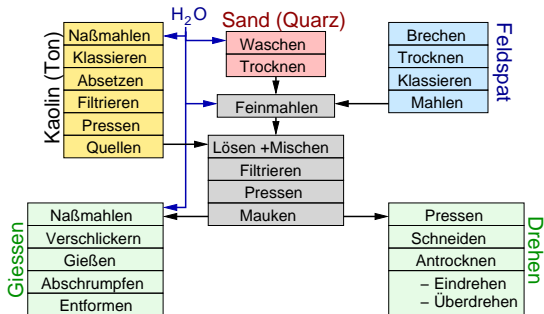 H2O
Sand (Quarz)
Kaolin (Ton)
Naßmahlen
Klassieren
Absetzen
Filtrieren
Pressen
Quellen
Waschen
Trocknen
Feldspat
Brechen
Trocknen
Klassieren
Mahlen
Feinmahlen
Lösen +Mischen
Filtrieren
Pressen
Mauken
Giessen
Naßmahlen
Verschlickern
Gießen
Abschrumpfen
Entformen
Drehen
Pressen
Schneiden
Antrocknen
– Eindrehen
– Überdrehen